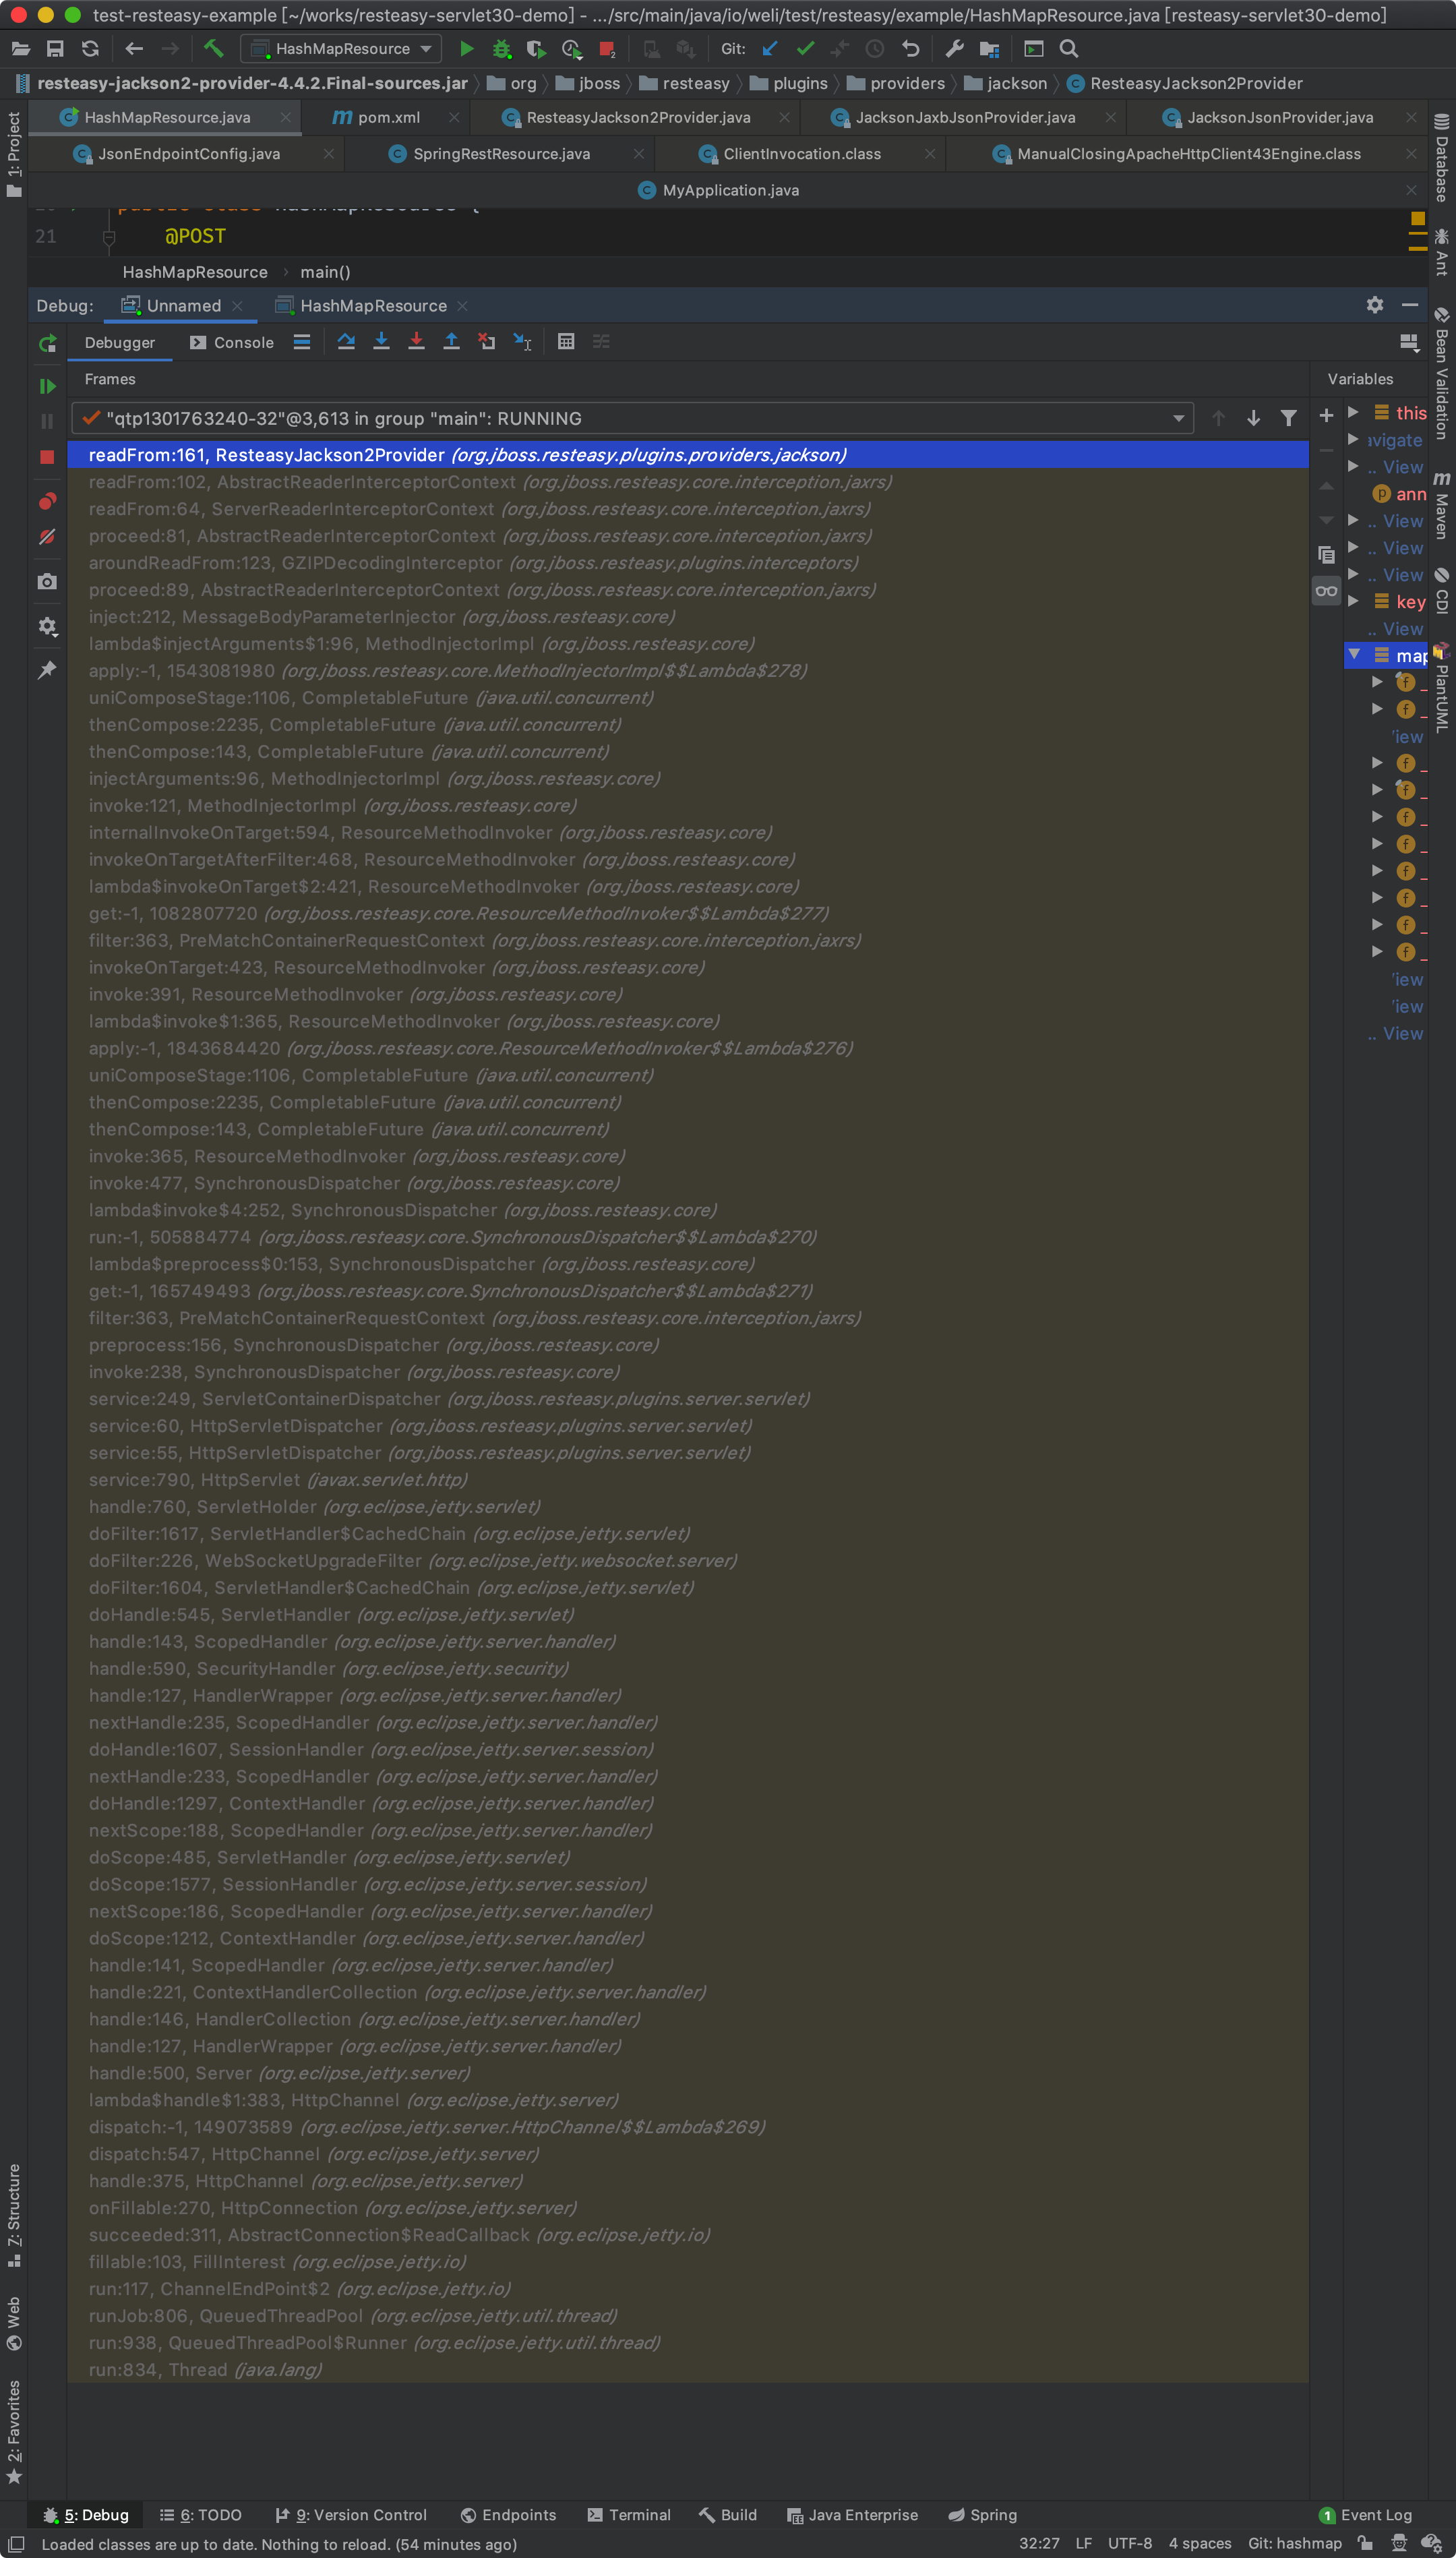 test-resteasy-example [~/works/resteasy-servlet30-demo] - .../src/main/java/io/weli/test/resteasy/example/HashMapResource.java [resteasy-servlet30-demo]
HashMapResource Git:
resteasy-jackson2-provider-4.4.2.Final-sources.jar org jboss resteasy plugins providers jackson ResteasyJackson2Provider
HashMapResource.java pom.xml ResteasyJackson2Provider.java JacksonJaxbJsonProvider.java JacksonJsonProvider.java
JsonEndpointConfig.java SpringRestResource.java ClientInvocation.class ManualClosingApacheHttpClient43Engine.class
MyApplication.java
21 @POST
HashMapResource › main()
Debug: Unnamed HashMapResource
Debugger Console
Frames
"qtp1301763240-32"@3,613 in group "main": RUNNING
readFrom:161, ResteasyJackson2Provider (org.jboss.resteasy.plugins.providers.jackson)
readFrom:102, AbstractReaderInterceptorContext (org.jboss.resteasy.core.interception.jaxrs)
readFrom:64, ServerReaderInterceptorContext (org.jboss.resteasy.core.interception.jaxrs)
proceed:81, AbstractReaderInterceptorContext (org.jboss.resteasy.core.interception.jaxrs)
aroundReadFrom:123, GZIPDecodingInterceptor (org.jboss.resteasy.plugins.interceptors)
proceed:89, AbstractReaderInterceptorContext (org.jboss.resteasy.core.interception.jaxrs)
inject:212, MessageBodyParameterInjector (org.jboss.resteasy.core)
lambda$injectArguments$1:96, MethodInjectorImpl (org.jboss.resteasy.core)
apply:-1, 1543081980 (org.jboss.resteasy.core.MethodInjectorImpl$$Lambda$278)
uniComposeStage:1106, CompletableFuture (java.util.concurrent)
thenCompose:2235, CompletableFuture (java.util.concurrent)
thenCompose:143, CompletableFuture (java.util.concurrent)
injectArguments:96, MethodInjectorImpl (org.jboss.resteasy.core)
invoke:121, MethodInjectorImpl (org.jboss.resteasy.core)
internalInvokeOnTarget:594, ResourceMethodInvoker (org.jboss.resteasy.core)
invokeOnTargetAfterFilter:468, ResourceMethodInvoker (org.jboss.resteasy.core)
lambda$invokeOnTarget$2:421, ResourceMethodInvoker (org.jboss.resteasy.core)
get:-1, 1082807720 (org.jboss.resteasy.core.ResourceMethodInvoker$$Lambda$277)
filter:363, PreMatchContainerRequestContext (org.jboss.resteasy.core.interception.jaxrs)
invokeOnTarget:423, ResourceMethodInvoker (org.jboss.resteasy.core)
invoke:391, ResourceMethodInvoker (org.jboss.resteasy.core)
lambda$invoke$1:365, ResourceMethodInvoker (org.jboss.resteasy.core)
apply:-1, 1843684420 (org.jboss.resteasy.core.ResourceMethodInvoker$$Lambda$276)
uniComposeStage:1106, CompletableFuture (java.util.concurrent)
thenCompose:2235, CompletableFuture (java.util.concurrent)
thenCompose:143, CompletableFuture (java.util.concurrent)
invoke:365, ResourceMethodInvoker (org.jboss.resteasy.core)
invoke:477, SynchronousDispatcher (org.jboss.resteasy.core)
lambda$invoke$4:252, SynchronousDispatcher (org.jboss.resteasy.core)
run:-1, 505884774 (org.jboss.resteasy.core.SynchronousDispatcher$$Lambda$270)
lambda$preprocess$0:153, SynchronousDispatcher (org.jboss.resteasy.core)
get:-1, 165749493 (org.jboss.resteasy.core.SynchronousDispatcher$$Lambda$271)
filter:363, PreMatchContainerRequestContext (org.jboss.resteasy.core.interception.jaxrs)
preprocess:156, SynchronousDispatcher (org.jboss.resteasy.core)
invoke:238, SynchronousDispatcher (org.jboss.resteasy.core)
service:249, ServletContainerDispatcher (org.jboss.resteasy.plugins.server.servlet)
service:60, HttpServletDispatcher (org.jboss.resteasy.plugins.server.servlet)
service:55, HttpServletDispatcher (org.jboss.resteasy.plugins.server.servlet)
service:790, HttpServlet (javax.servlet.http)
handle:760, ServletHolder (org.eclipse.jetty.servlet)
doFilter:1617, ServletHandler$CachedChain (org.eclipse.jetty.servlet)
doFilter:226, WebSocketUpgradeFilter (org.eclipse.jetty.websocket.server)
doFilter:1604, ServletHandler$CachedChain (org.eclipse.jetty.servlet)
doHandle:545, ServletHandler (org.eclipse.jetty.servlet)
handle:143, ScopedHandler (org.eclipse.jetty.server.handler)
handle:590, SecurityHandler (org.eclipse.jetty.security)
handle:127, HandlerWrapper (org.eclipse.jetty.server.handler)
nextHandle:235, ScopedHandler (org.eclipse.jetty.server.handler)
doHandle:1607, SessionHandler (org.eclipse.jetty.server.session)
nextHandle:233, ScopedHandler (org.eclipse.jetty.server.handler)
doHandle:1297, ContextHandler (org.eclipse.jetty.server.handler)
nextScope:188, ScopedHandler (org.eclipse.jetty.server.handler)
doScope:485, ServletHandler (org.eclipse.jetty.servlet)
doScope:1577, SessionHandler (org.eclipse.jetty.server.session)
nextScope:186, ScopedHandler (org.eclipse.jetty.server.handler)
doScope:1212, ContextHandler (org.eclipse.jetty.server.handler)
handle:141, ScopedHandler (org.eclipse.jetty.server.handler)
handle:221, ContextHandlerCollection (org.eclipse.jetty.server.handler)
handle:146, HandlerCollection (org.eclipse.jetty.server.handler)
handle:127, HandlerWrapper (org.eclipse.jetty.server.handler)
handle:500, Server (org.eclipse.jetty.server)
lambda$handle$1:383, HttpChannel (org.eclipse.jetty.server)
dispatch:-1, 149073589 (org.eclipse.jetty.server.HttpChannel$$Lambda$269)
dispatch:547, HttpChannel (org.eclipse.jetty.server)
handle:375, HttpChannel (org.eclipse.jetty.server)
onFillable:270, HttpConnection (org.eclipse.jetty.server)
succeeded:311, AbstractConnection$ReadCallback (org.eclipse.jetty.io)
fillable:103, FillInterest (org.eclipse.jetty.io)
run:117, ChannelEndPoint$2 (org.eclipse.jetty.io)
runJob:806, QueuedThreadPool (org.eclipse.jetty.util.thread)
run:938, QueuedThreadPool$Runner (org.eclipse.jetty.util.thread)
run:834, Thread (java.lang)
Variables
this
avigate
.. View
ann
.. View
.. View
.. View
key
.. View
map
'iew
'iew
'iew
.. View
1: Project
Z: Structure
Web
2: Favorites
Database
Ant
Bean Validation
Maven
CDI
PlantUML
5: Debug 6: TODO 9: Version Control Endpoints Terminal Build Java Enterprise Spring 1 Event Log
Loaded classes are up to date. Nothing to reload. (54 minutes ago) 32:27 LF UTF-8 4 spaces Git: hashmap